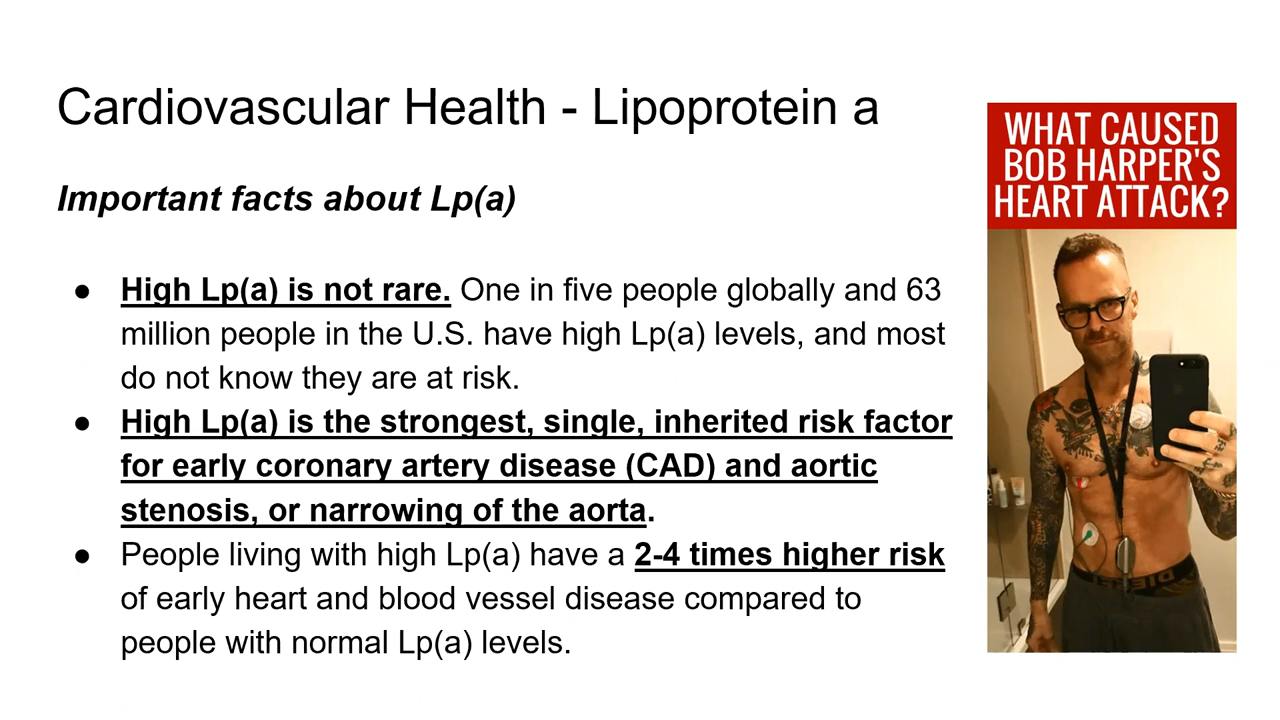 Cardiovascular Health - Lipoprotein a
Important facts about Lp(a)
● High Lp(a) is not rare. One in five people globally and 63
million people in the U.S. have high Lp(a) levels, and most
do not know they are at risk.
● High Lp(a) is the strongest, single, inherited risk factor
for early coronary artery disease (CAD) and aortic
stenosis, or narrowing of the aorta.
● People living with high Lp(a) have a 2-4 times higher risk
of early heart and blood vessel disease compared to
people with normal Lp(a) levels.
WHAT CAUSED
BOB HARPER'S
HEART ATTACK?
DIESEL